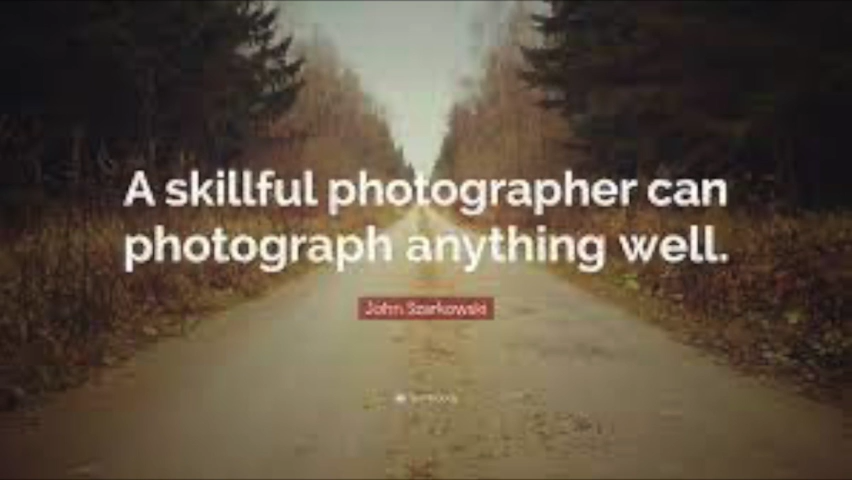 A skillful photographer can
photograph anything well.
John Szarkowski